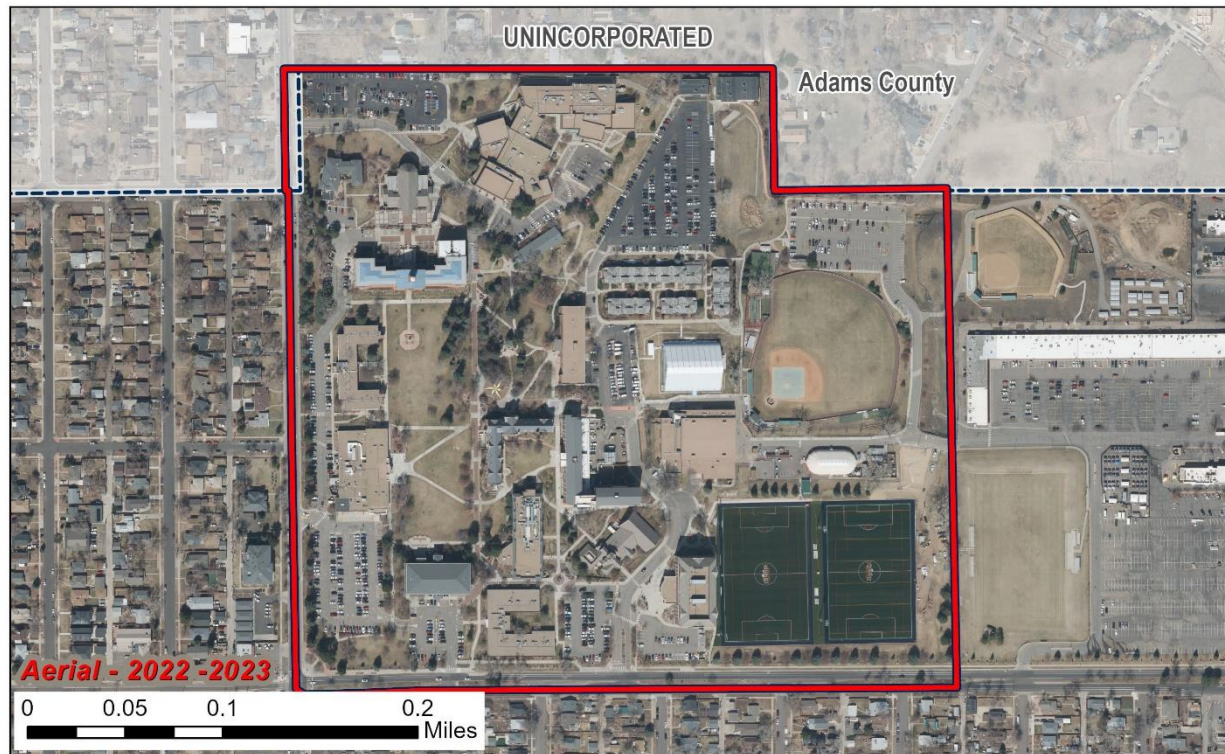 UNINCORPORATED
Adams County
Aerial - 2022 -2023
0 0.05 0.1 0.2
Miles